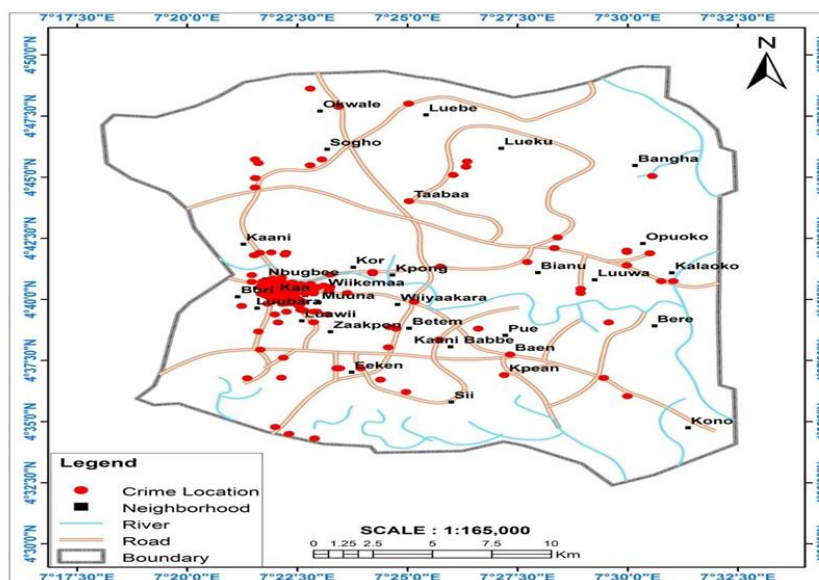 7°17'30"E 7°20'0"E 7°22'30"E 7°25'0"E 7°27'30"E 7°30'0"E 7°32'30"E
4°50'0"N
N
4°47'30"N
Okwale
Luebe
Sogho
Lueku
Bangha
4°45'0"N
Taabaa
4°42'30"N
Kaani
Opuoko
Kor
Nbugbee
Kpong
Bianu
Luuwa
Kalaoko
Kaa
Wiikemaa
4°40'0"N
Bori
Muuna
Luubara
Wiiyaakara
Luawii
Zaakpon
Betem
Pue
Bere
Kaani Babbe
Baen
4°37'30"N
Eeken
Kpean
Sii
4°35'0"N
Kono
Legend
Crime Location
Neighborhood
River
Road
Boundary
4°32'30"N
4°30'0"N
SCALE : 1:165,000
0 1.25 2.5 5 7.5 10
Km
7°17'30"E 7°20'0"E 7°22'30"E 7°25'0"E 7°27'30"E 7°30'0"E 7°32'30"E